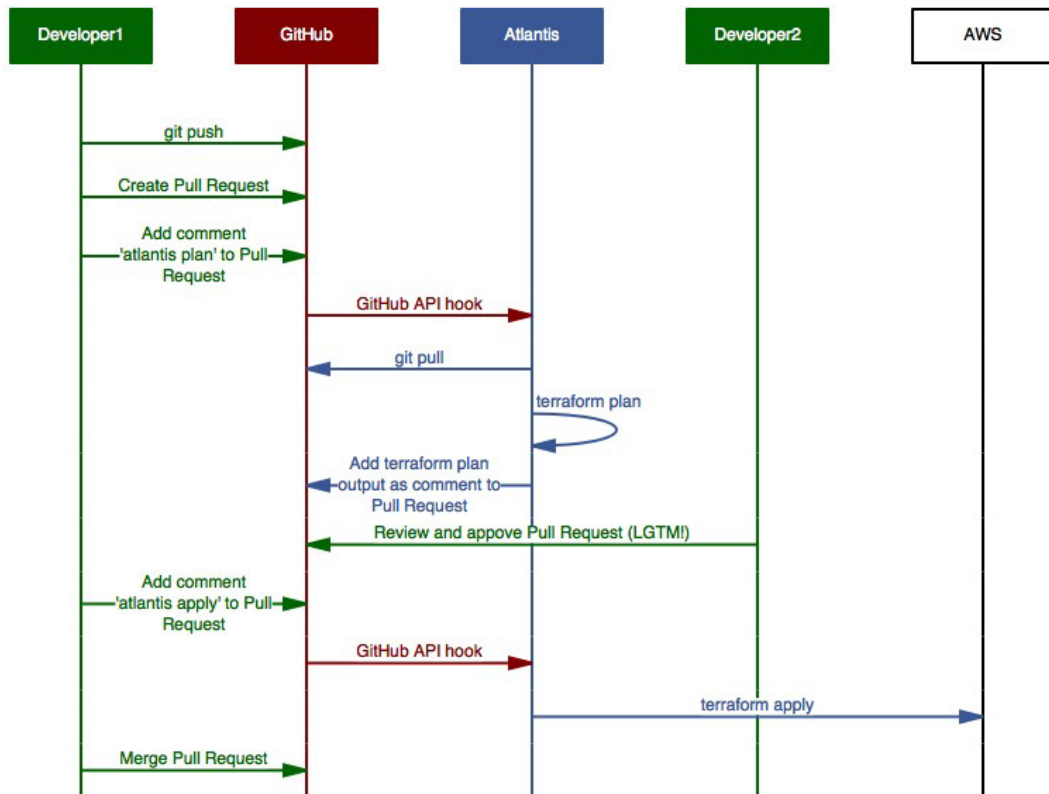 Developer1
GitHub
Atlantis
Developer2
AWS
git push
Create Pull Request
Add comment
'atlantis plan' to Pull
Request
GitHub API hook
git pull
terraform plan
Add terraform plan
output as comment to
Pull Request
Review and appove Pull Request (LGTM!)
Add comment
'atlantis apply' to Pull
Request
GitHub API hook
terraform apply
Merge Pull Request